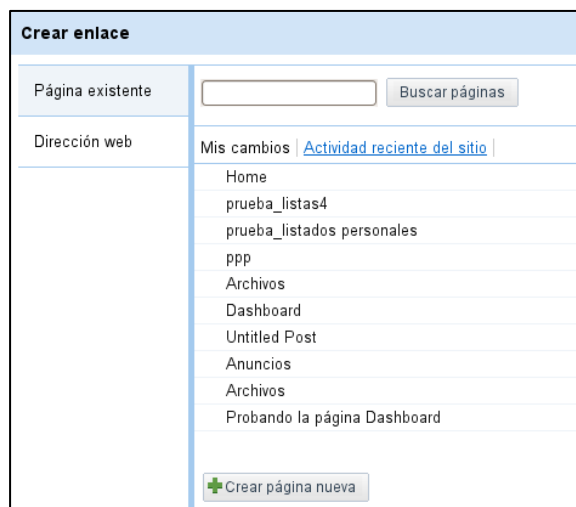 Crear enlace
Página existente
Buscar páginas
Dirección web
Mis cambios | Actividad reciente del sitio |
Home
prueba_listas4
prueba_listados personales
ppp
Archivos
Dashboard
Untitled Post
Anuncios
Archivos
Probando la página Dashboard
Crear página nueva